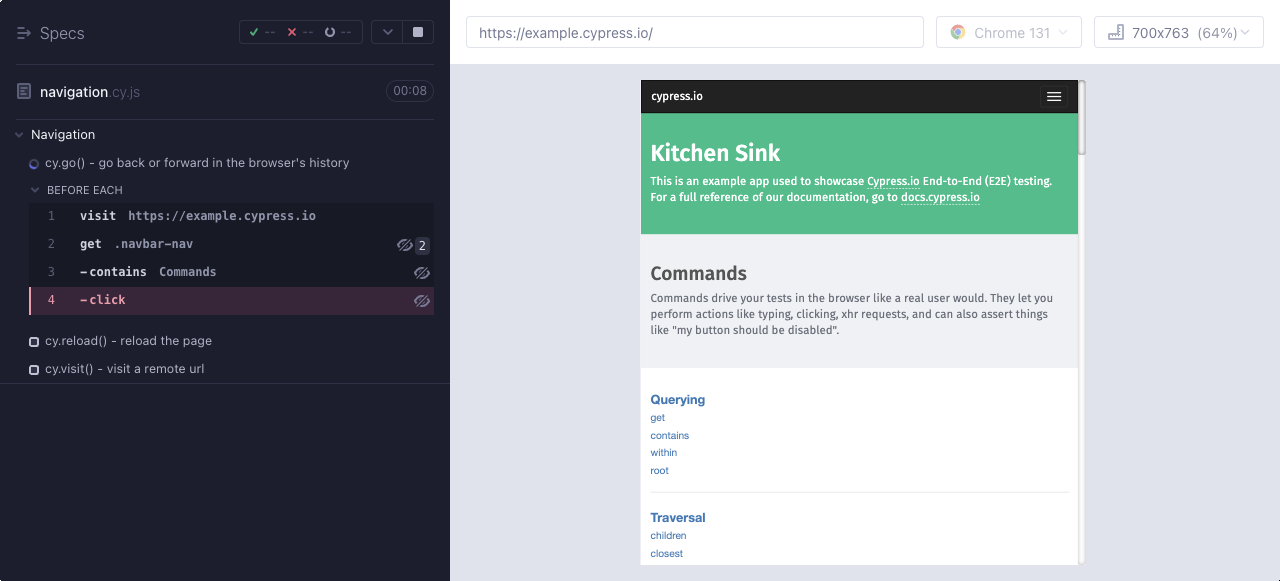 Specs
-- -- --
navigation.cy.js
00:08
Navigation
cy.go() - go back or forward in the browser's history
BEFORE EACH
1 visit https://example.cypress.io
2 get .navbar-nav 2
3 -contains Commands
4 -click
cy.reload() - reload the page
cy.visit() - visit a remote url
https://example.cypress.io/
Chrome 131
700x763 (64%)
cypress.io
Kitchen Sink
This is an example app used to showcase Cypress.io End-to-End (E2E) testing.
For a full reference of our documentation, go to docs.cypress.io
Commands
Commands drive your tests in the browser like a real user would. They let you
perform actions like typing, clicking, xhr requests, and can also assert things
like "my button should be disabled".
Querying
get
contains
within
root
Traversal
children
closest